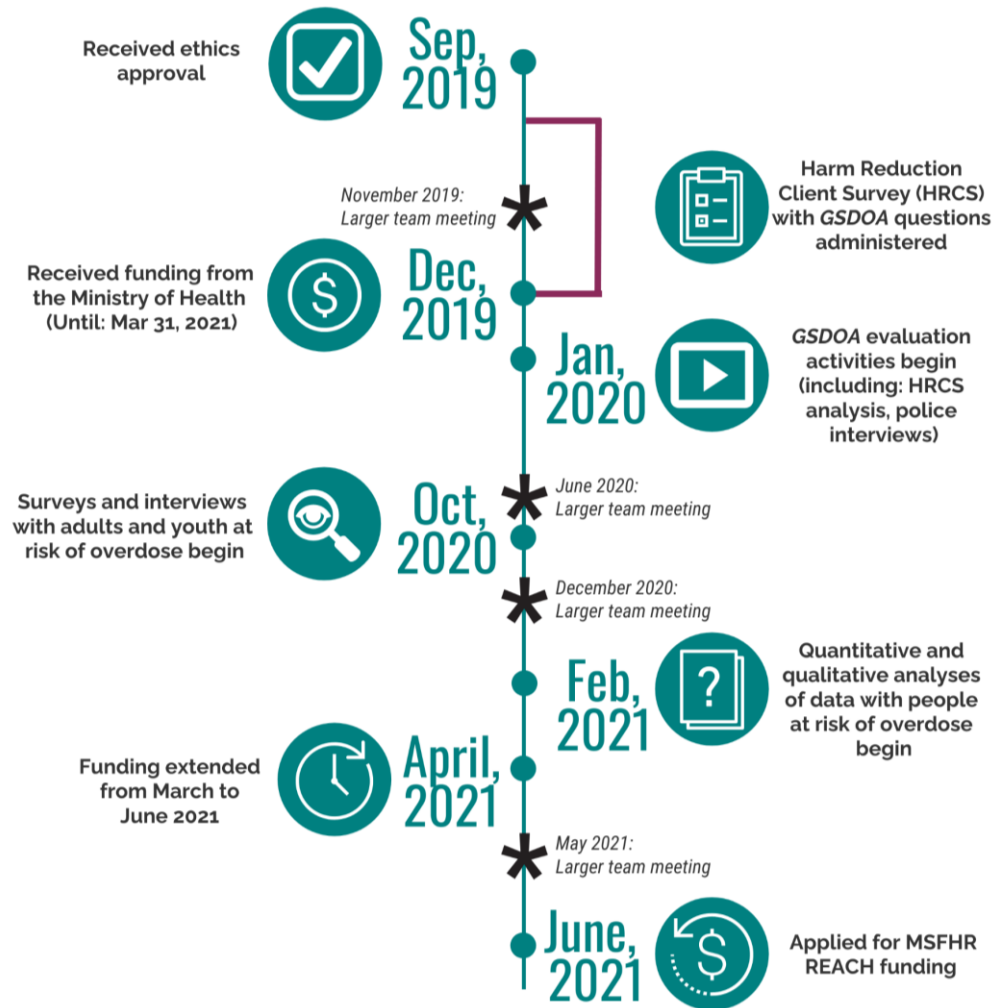 Received ethics
approval
Sep,
2019
November 2019:
Larger team meeting
Harm Reduction
Client Survey (HRCS)
with GSDOA questions
administered
Received funding from
the Ministry of Health
(Until: Mar 31, 2021)
$
Dec,
2019
Jan,
2020
GSDOA evaluation
activities begin
(including: HRCS
analysis, police
interviews)
Surveys and interviews
with adults and youth at
risk of overdose begin
Oct,
2020
June 2020:
Larger team meeting
December 2020:
Larger team meeting
Feb,
2021
?
Quantitative and
qualitative analyses
of data with people
at risk of overdose
begin
Funding extended
from March to
June 2021
April,
2021
May 2021:
Larger team meeting
June,
2021
$
Applied for MSFHR
REACH funding